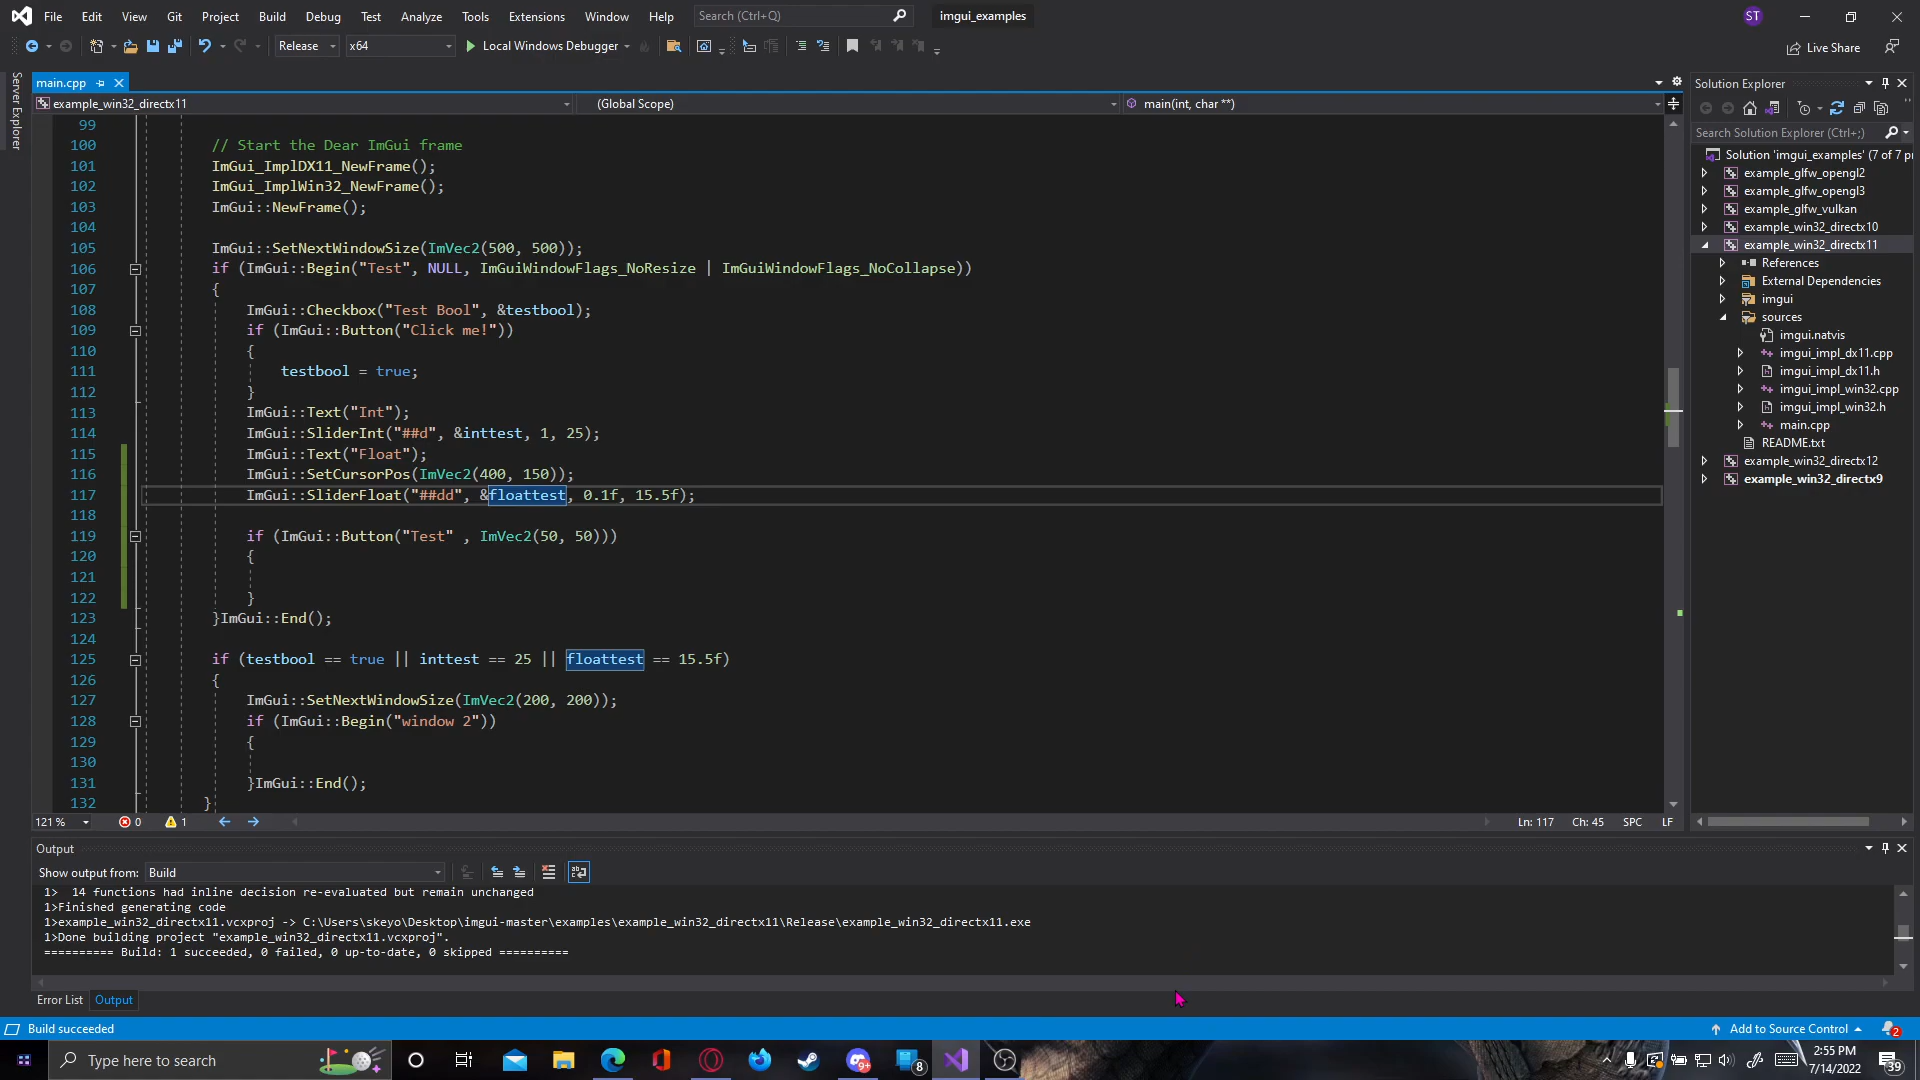 File Edit View Git Project Build Debug Test Analyze Tools Extensions Window Help Search (Ctrl+Q) imgui_examples ST
Release x64 Local Windows Debugger Live Share
Server Explorer
main.cpp
example_win32_directx11 (Global Scope) main(int, char **)
99
100 // Start the Dear ImGui frame
101 ImGui_ImplDX11_NewFrame();
102 ImGui_ImplWin32_NewFrame();
103 ImGui::NewFrame();
104
105 ImGui::SetNextWindowSize(ImVec2(500, 500));
106 if (ImGui::Begin("Test", NULL, ImGuiWindowFlags_NoResize | ImGuiWindowFlags_NoCollapse))
107 {
108 ImGui::Checkbox("Test Bool", &testbool);
109 if (ImGui::Button("Click me!"))
110 {
111 testbool = true;
112 }
113 ImGui::Text("Int");
114 ImGui::SliderInt("##d", &inttest, 1, 25);
115 ImGui::Text("Float");
116 ImGui::SetCursorPos(ImVec2(400, 150));
117 ImGui::SliderFloat("##dd", &floattest, 0.1f, 15.5f);
118
119 if (ImGui::Button("Test" , ImVec2(50, 50)))
120 {
121
122 }
123 }ImGui::End();
124
125 if (testbool == true || inttest == 25 || floattest == 15.5f)
126 {
127 ImGui::SetNextWindowSize(ImVec2(200, 200));
128 if (ImGui::Begin("window 2"))
129 {
130
131 }ImGui::End();
132 }
121 % 0 1 Ln: 117 Ch: 45 SPC LF
Solution Explorer
Search Solution Explorer (Ctrl+;)
Solution 'imgui_examples' (7 of 7 p
example_glfw_opengl2
example_glfw_opengl3
example_glfw_vulkan
example_win32_directx10
example_win32_directx11
References
External Dependencies
imgui
sources
imgui.natvis
imgui_impl_dx11.cpp
imgui_impl_dx11.h
imgui_impl_win32.cpp
imgui_impl_win32.h
main.cpp
README.txt
example_win32_directx12
example_win32_directx9
Output
Show output from: Build
1>  14 functions had inline decision re-evaluated but remain unchanged
1>Finished generating code
1>example_win32_directx11.vcxproj -> C:\Users\skeyo\Desktop\imgui-master\examples\example_win32_directx11\Release\example_win32_directx11.exe
1>Done building project "example_win32_directx11.vcxproj".
========== Build: 1 succeeded, 0 failed, 0 up-to-date, 0 skipped ==========
Error List Output
Build succeeded Add to Source Control 2
Type here to search 9+ 8 2:55 PM
7/14/2022 39